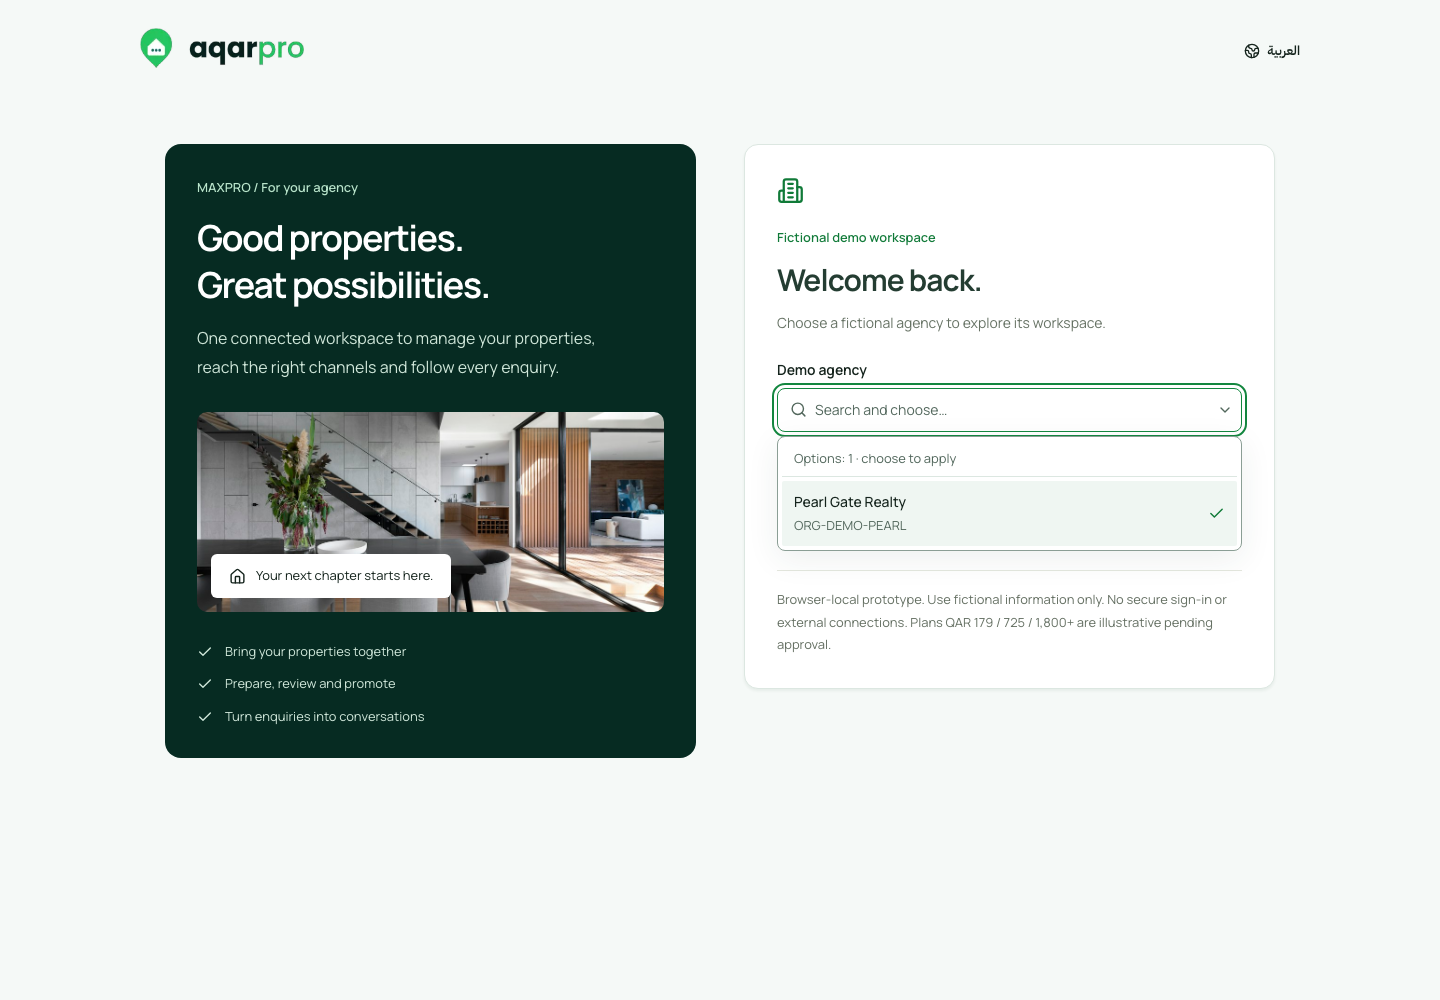 aqarpro
العربية
MAXPRO / For your agency
Good properties.
Great possibilities.
One connected workspace to manage your properties,
reach the right channels and follow every enquiry.
Your next chapter starts here.
Bring your properties together
Prepare, review and promote
Turn enquiries into conversations
Fictional demo workspace
Welcome back.
Choose a fictional agency to explore its workspace.
Demo agency
Search and choose...
Options: 1 · choose to apply
Pearl Gate Realty
ORG-DEMO-PEARL
Browser-local prototype. Use fictional information only. No secure sign-in or
external connections. Plans QAR 179 / 725 / 1,800+ are illustrative pending
approval.